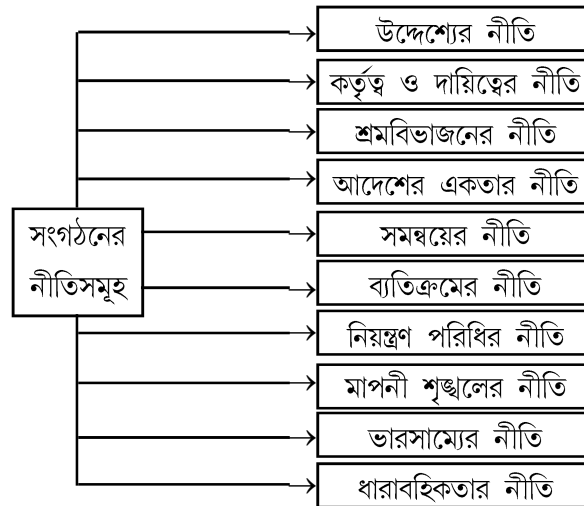 উদ্দেশ্যের নীতি
কর্তৃত্ব ও দায়িত্বের নীতি
শ্রমবিভাজনের নীতি
আদেশের একতার নীতি
সংগঠনের
নীতিসমূহ
সমন্বয়ের নীতি
ব্যতিক্রমের নীতি
নিয়ন্ত্রণ পরিধির নীতি
মাপনী শৃঙ্খলের নীতি
ভারসাম্যের নীতি
ধারাবহিকতার নীতি